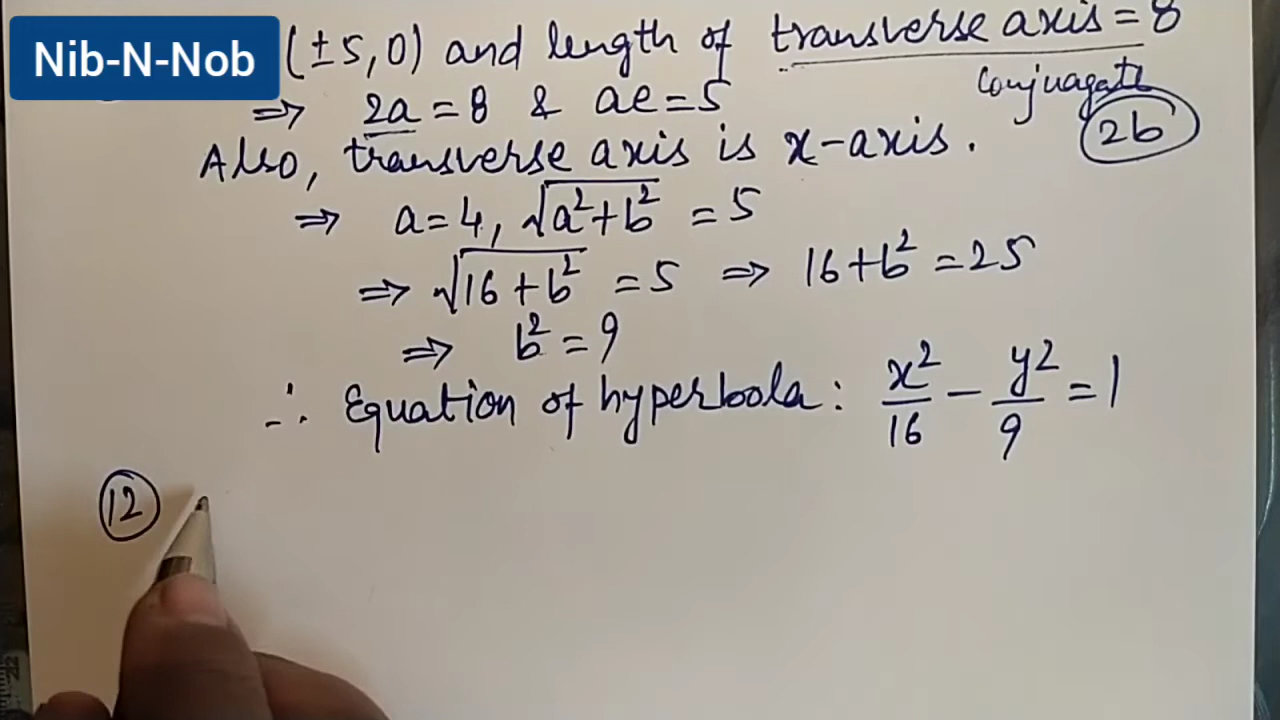 Nib-N-Nob
(±5,0) and length of transverse axis = 8
conjuagate
⇒ 2a = 8 & ae = 5
2b
Also, transverse axis is x-axis.
⇒ a = 4, √(a²+b²) = 5
⇒ √(16+b²) = 5 ⇒ 16+b² = 25
⇒ b² = 9
∴ Equation of hyperbola: x²/16 − y²/9 = 1
12